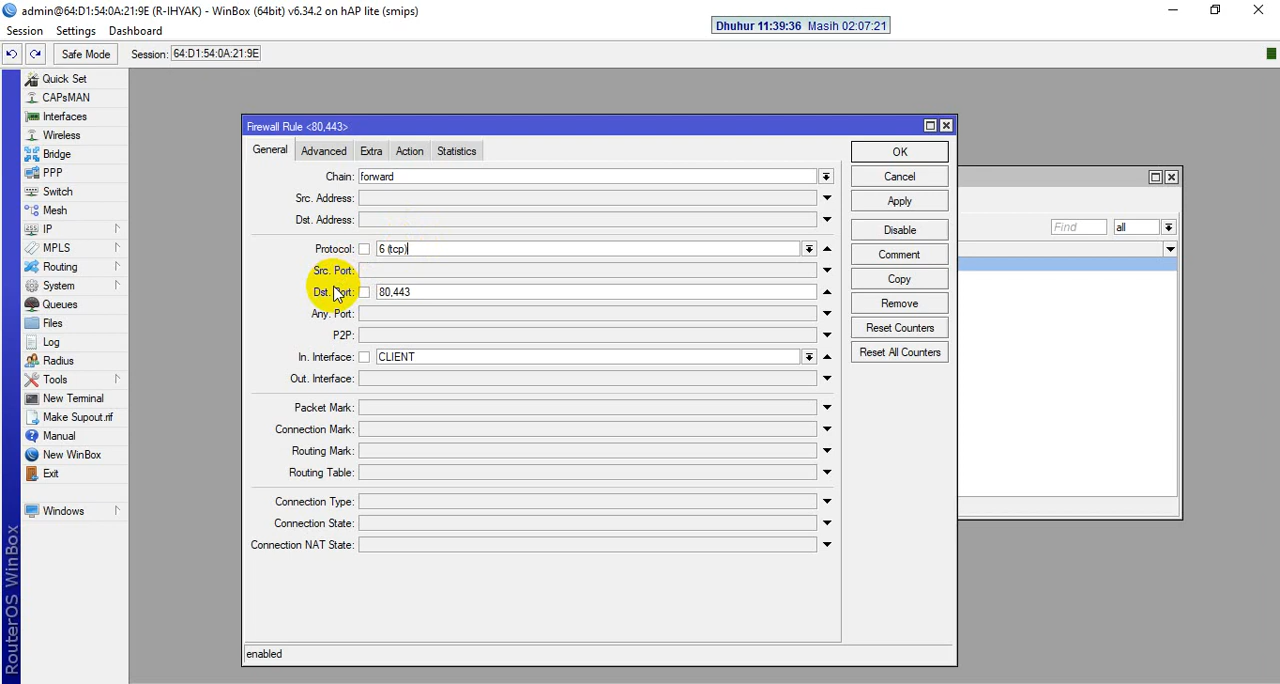 admin@64:D1:54:0A:21:9E (R-IHYAK) - WinBox (64bit) v6.34.2 on hAP lite (smips)
Dhuhur 11:39:36 Masih 02:07:21
Session Settings Dashboard
Safe Mode Session: 64:D1:54:0A:21:9E
Quick Set
CAPsMAN
Interfaces
Wireless
Bridge
PPP
Switch
Mesh
IP
MPLS
Routing
System
Queues
Files
Log
Radius
Tools
New Terminal
Make Supout.rif
Manual
New WinBox
Exit
Windows
RouterOS WinBox
Firewall Rule <80,443>
General Advanced Extra Action Statistics
Chain: forward
Src. Address:
Dst. Address:
Protocol: 6 (tcp)
Src. Port:
Dst. Port: 80,443
Any. Port:
P2P:
In. Interface: CLIENT
Out. Interface:
Packet Mark:
Connection Mark:
Routing Mark:
Routing Table:
Connection Type:
Connection State:
Connection NAT State:
enabled
OK
Cancel
Apply
Disable
Comment
Copy
Remove
Reset Counters
Reset All Counters
Find all